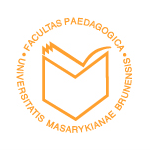 • FACULTAS PAEDAGOGICA •
UNIVERSITATIS MASARYKIANAE BRUNENSIS